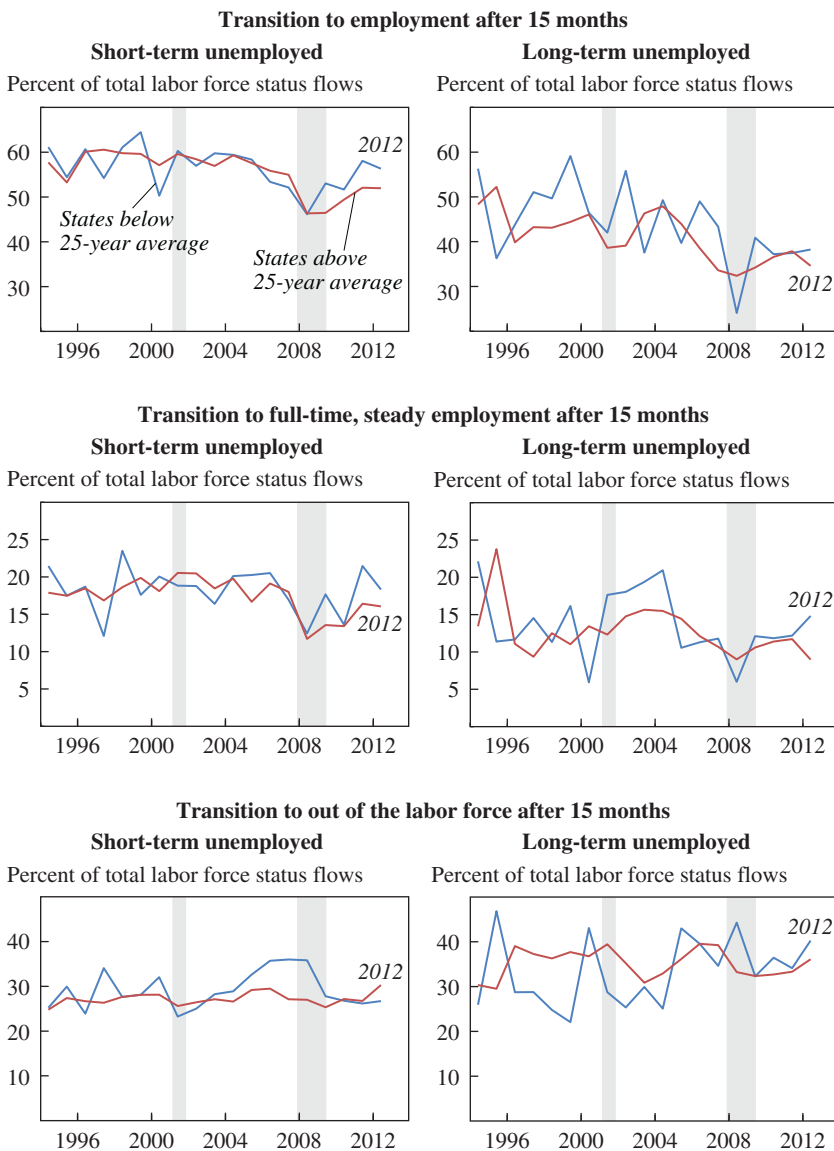 Transition to employment after 15 months
Short-term unemployed
Long-term unemployed
Percent of total labor force status flows
Percent of total labor force status flows
60
50
40
30
2012
States below
25-year average
States above
25-year average
1996 2000 2004 2008 2012
60
50
40
30
2012
1996 2000 2004 2008 2012
Transition to full-time, steady employment after 15 months
Short-term unemployed
Long-term unemployed
Percent of total labor force status flows
Percent of total labor force status flows
25
20
15
10
5
2012
1996 2000 2004 2008 2012
25
20
15
10
5
2012
1996 2000 2004 2008 2012
Transition to out of the labor force after 15 months
Short-term unemployed
Long-term unemployed
Percent of total labor force status flows
Percent of total labor force status flows
40
30
20
10
2012
1996 2000 2004 2008 2012
40
30
20
10
2012
1996 2000 2004 2008 2012